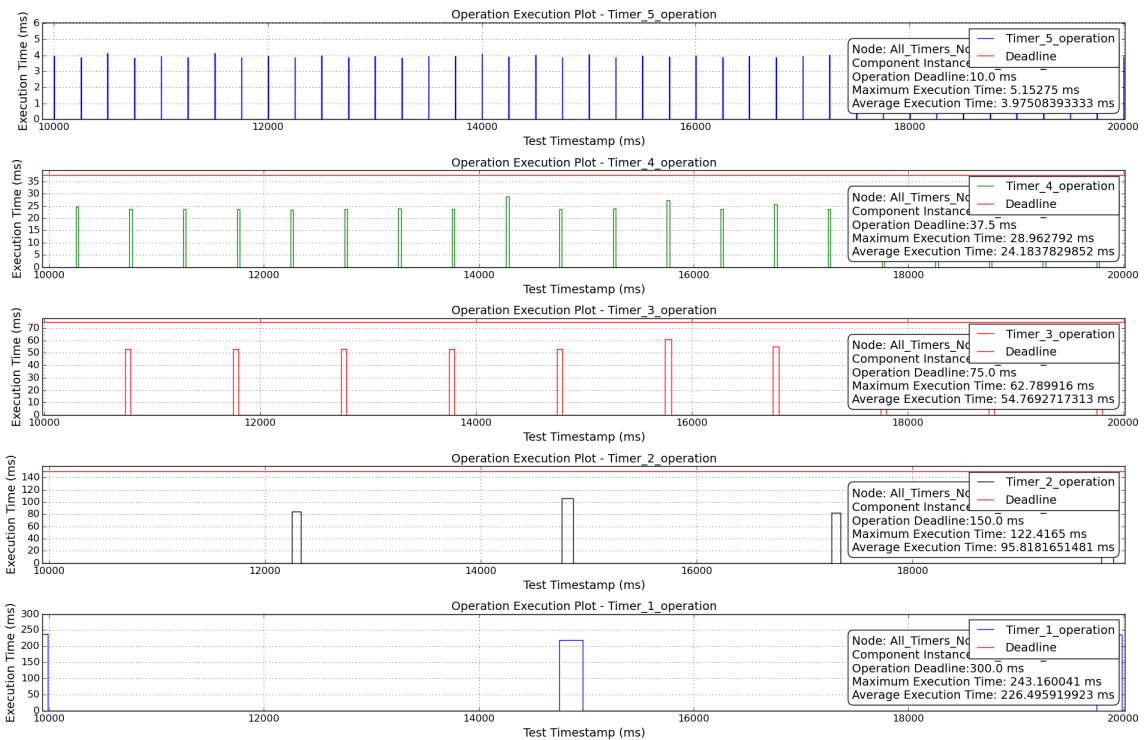 Operation Execution Plot - Timer_5_operation
Execution Time (ms)
6
5
4
3
2
1
0
10000 12000 14000 16000 18000 20000
Test Timestamp (ms)
Timer_5_operation
Deadline
Node: All_Timers_No
Component Instance
Operation Deadline:10.0 ms
Maximum Execution Time: 5.15275 ms
Average Execution Time: 3.97508393333 ms
Operation Execution Plot - Timer_4_operation
Execution Time (ms)
35
30
25
20
15
10
5
0
10000 12000 14000 16000 18000 20000
Test Timestamp (ms)
Timer_4_operation
Deadline
Node: All_Timers_No
Component Instance
Operation Deadline:37.5 ms
Maximum Execution Time: 28.962792 ms
Average Execution Time: 24.1837829852 ms
Operation Execution Plot - Timer_3_operation
Execution Time (ms)
70
60
50
40
30
20
10
0
10000 12000 14000 16000 18000 20000
Test Timestamp (ms)
Timer_3_operation
Deadline
Node: All_Timers_No
Component Instance
Operation Deadline:75.0 ms
Maximum Execution Time: 62.789916 ms
Average Execution Time: 54.7692717313 ms
Operation Execution Plot - Timer_2_operation
Execution Time (ms)
140
120
100
80
60
40
20
0
10000 12000 14000 16000 18000
Test Timestamp (ms)
Timer_2_operation
Deadline
Node: All_Timers_No
Component Instance
Operation Deadline:150.0 ms
Maximum Execution Time: 122.4165 ms
Average Execution Time: 95.8181651481 ms
Operation Execution Plot - Timer_1_operation
Execution Time (ms)
300
250
200
150
100
50
0
10000 12000 14000 16000 18000 20000
Test Timestamp (ms)
Timer_1_operation
Deadline
Node: All_Timers_No
Component Instance
Operation Deadline:300.0 ms
Maximum Execution Time: 243.160041 ms
Average Execution Time: 226.495919923 ms